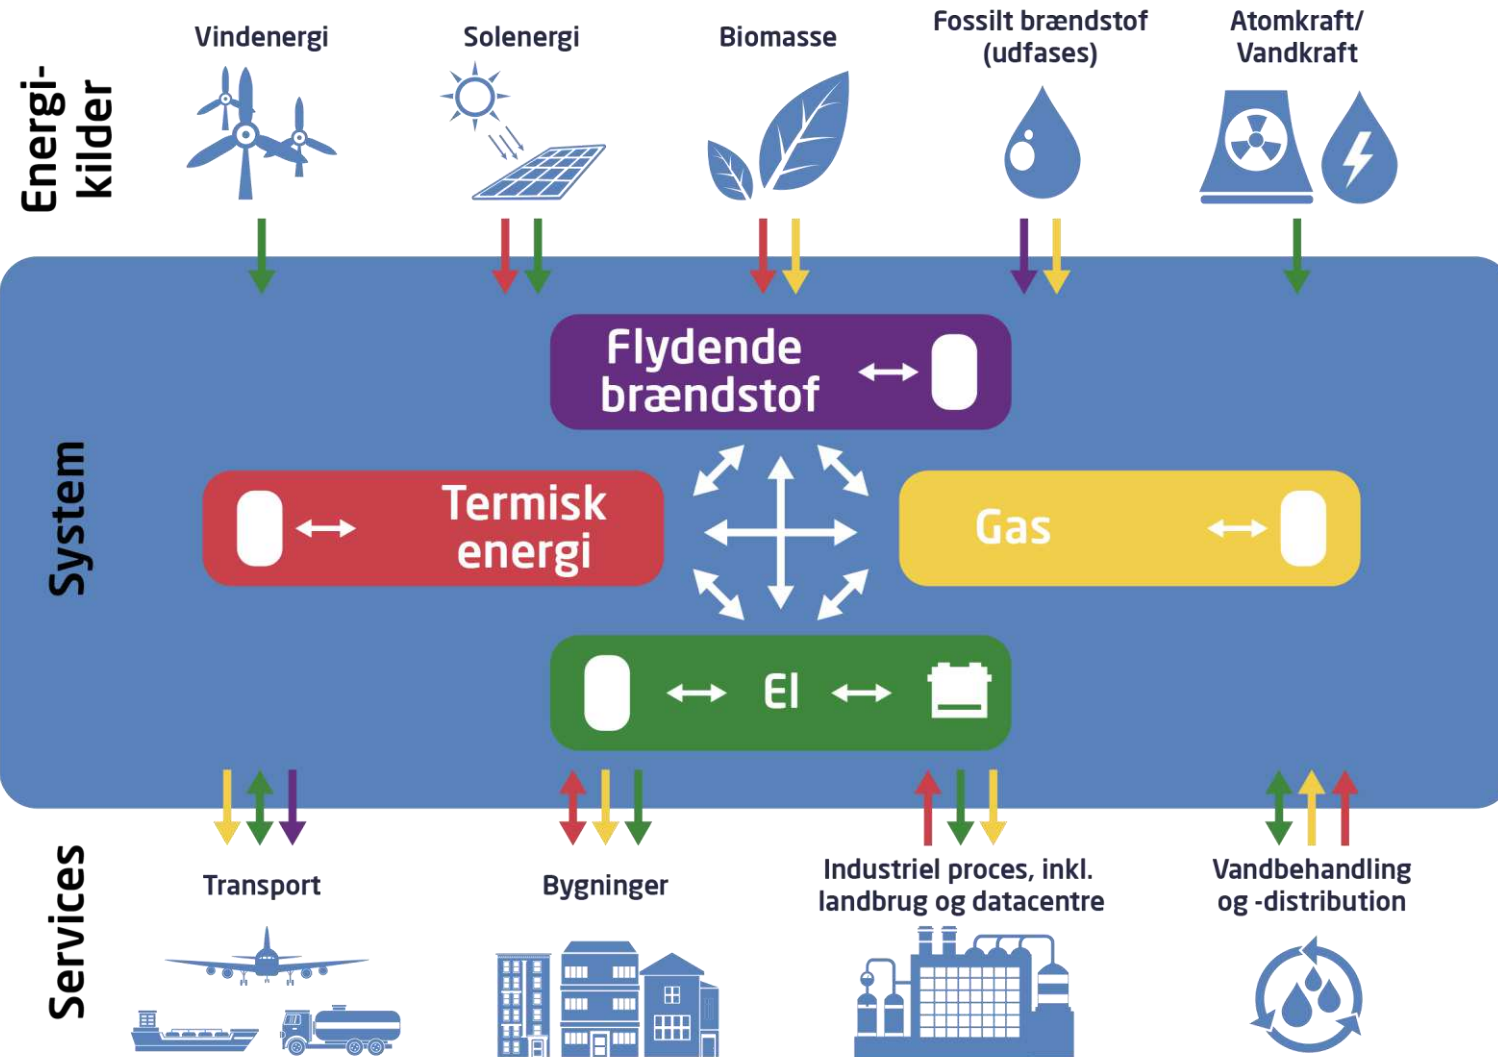 Energi-
kilder
Vindenergi
Solenergi
Biomasse
Fossilt brændstof
(udfases)
Atomkraft/
Vandkraft
System
Flydende
brændstof
Termisk
energi
Gas
El
Services
Transport
Bygninger
Industriel proces, inkl.
landbrug og datacentre
Vandbehandling
og -distribution